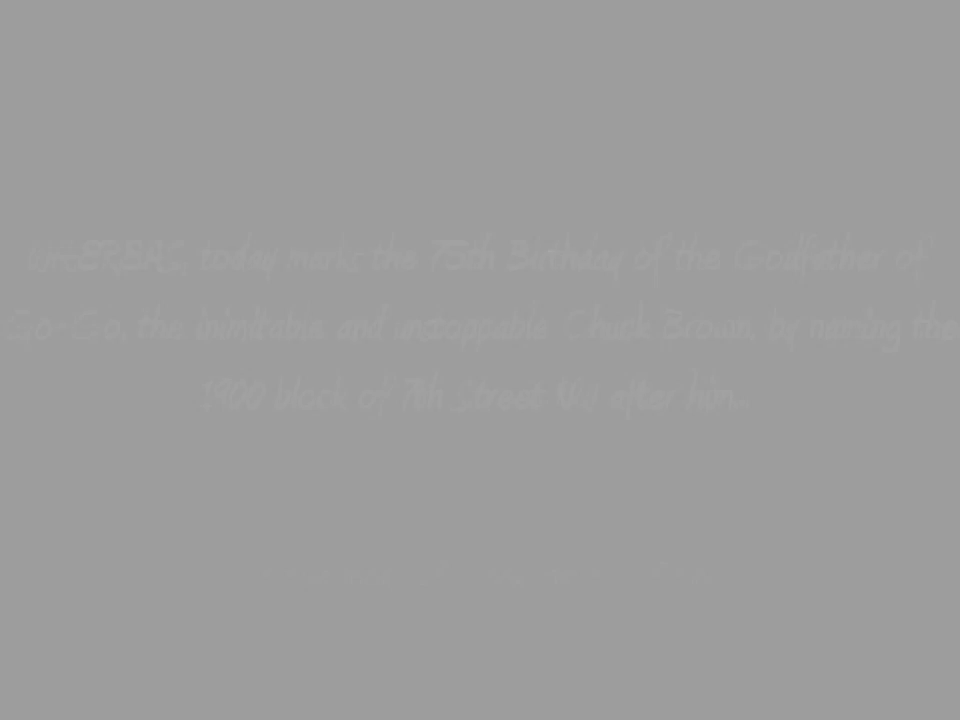 WHEREAS, today marks the 75th Birthday of the Godfather of
Go-Go, the inimitable and unstoppable Chuck Brown, by naming the
1900 block of 7th Street NW after him.